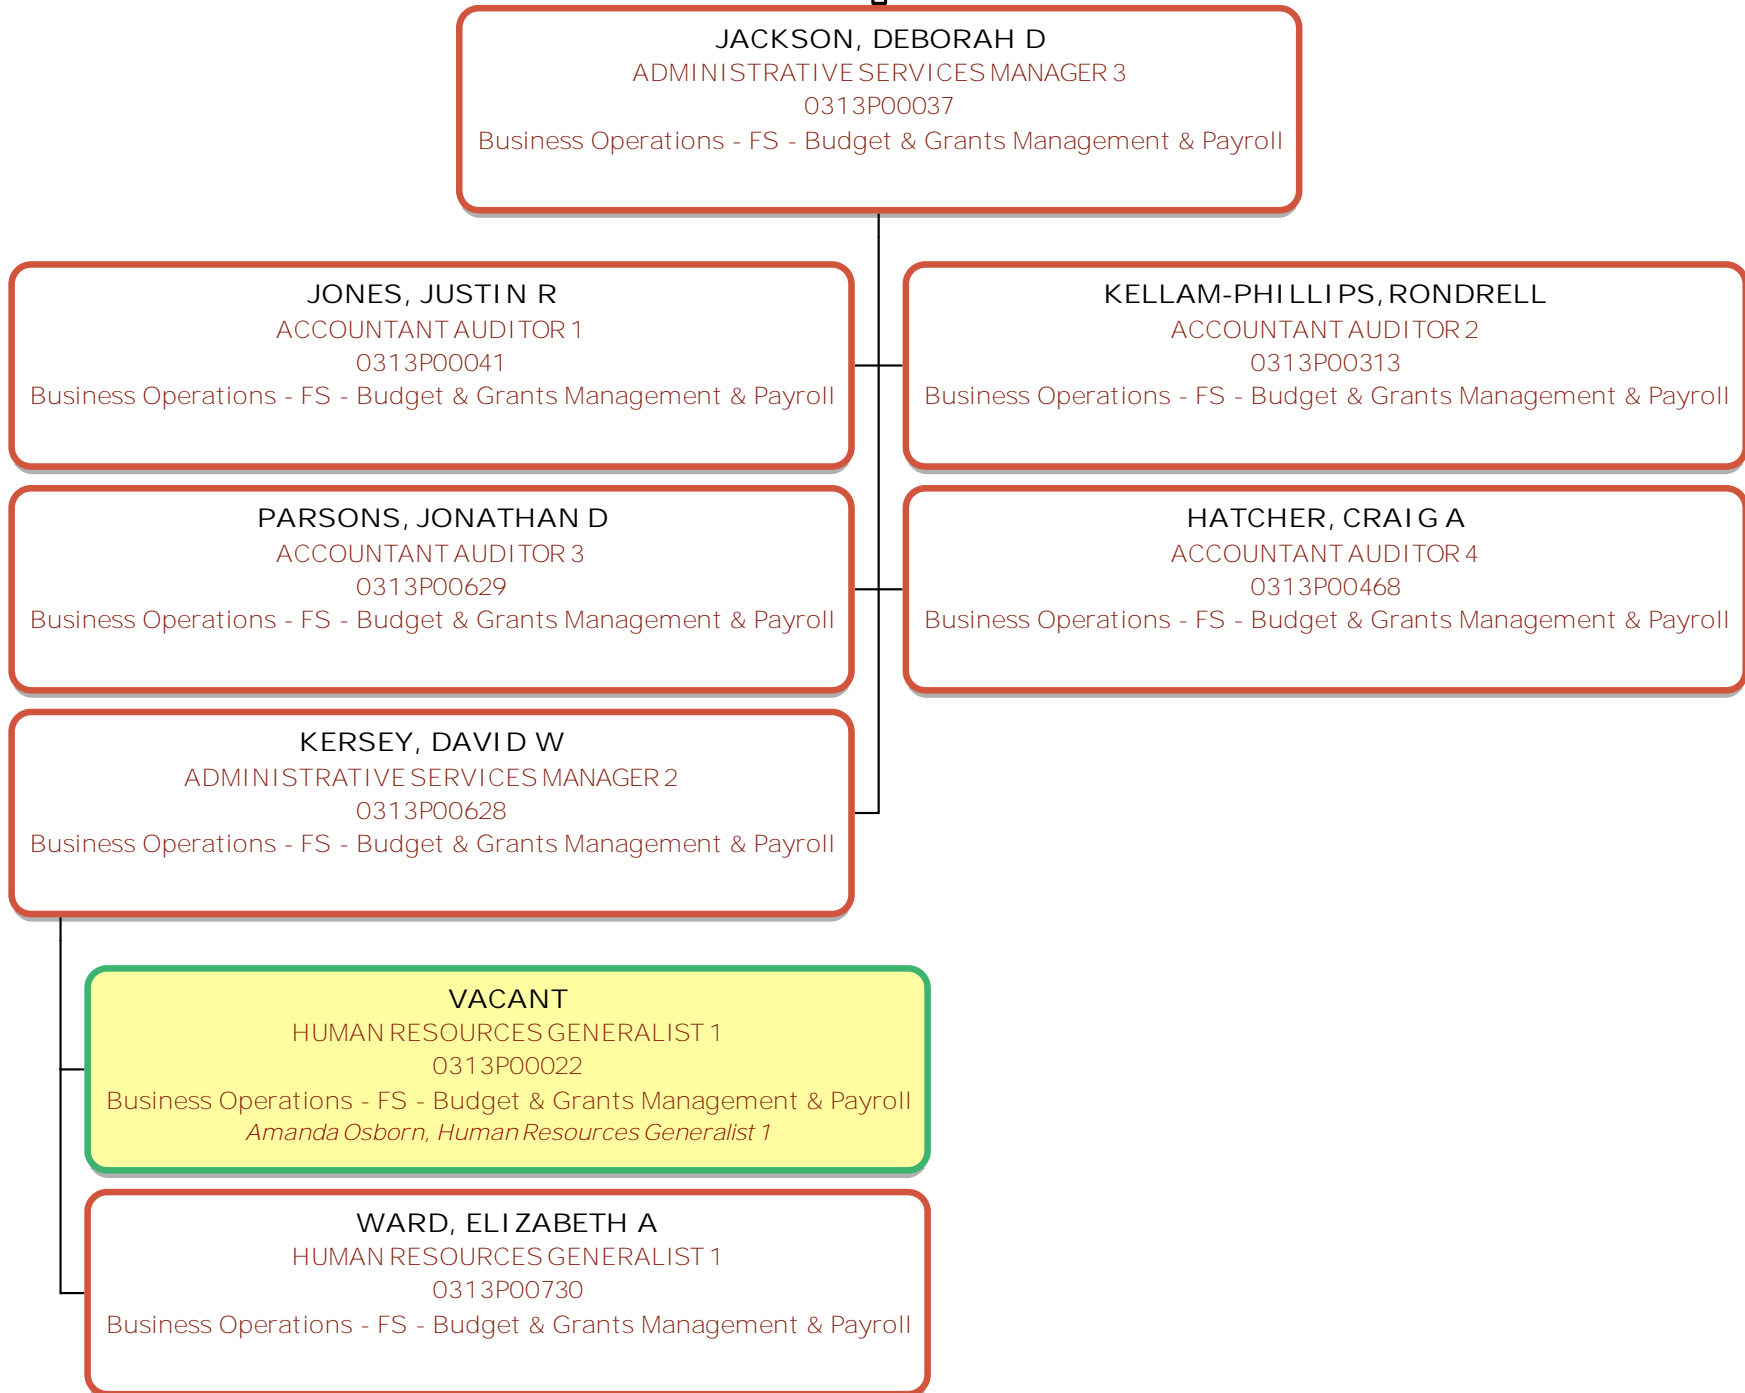 JACKSON, DEBORAH D
ADMINISTRATIVE SERVICES MANAGER 3
0313P00037
Business Operations - FS - Budget & Grants Management & Payroll
JONES, JUSTIN R
ACCOUNTANT AUDITOR 1
0313P00041
Business Operations - FS - Budget & Grants Management & Payroll
KELLAM-PHILLIPS, RONDRELL
ACCOUNTANT AUDITOR 2
0313P00313
Business Operations - FS - Budget & Grants Management & Payroll
PARSONS, JONATHAN D
ACCOUNTANT AUDITOR 3
0313P00629
Business Operations - FS - Budget & Grants Management & Payroll
HATCHER, CRAIG A
ACCOUNTANT AUDITOR 4
0313P00468
Business Operations - FS - Budget & Grants Management & Payroll
KERSEY, DAVID W
ADMINISTRATIVE SERVICES MANAGER 2
0313P00628
Business Operations - FS - Budget & Grants Management & Payroll
VACANT
HUMAN RESOURCES GENERALIST 1
0313P00022
Business Operations - FS - Budget & Grants Management & Payroll
Amanda Osborn, Human Resources Generalist 1
WARD, ELIZABETH A
HUMAN RESOURCES GENERALIST 1
0313P00730
Business Operations - FS - Budget & Grants Management & Payroll